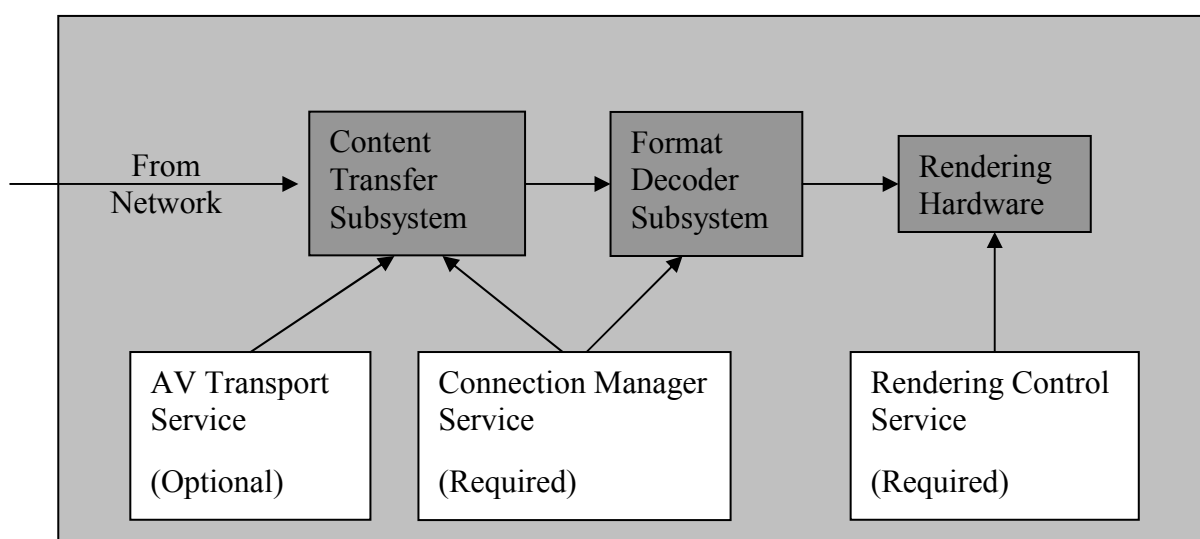 From
Network
Content
Transfer
Subsystem
Format
Decoder
Subsystem
Rendering
Hardware
AV Transport
Service
(Optional)
Connection Manager
Service
(Required)
Rendering Control
Service
(Required)